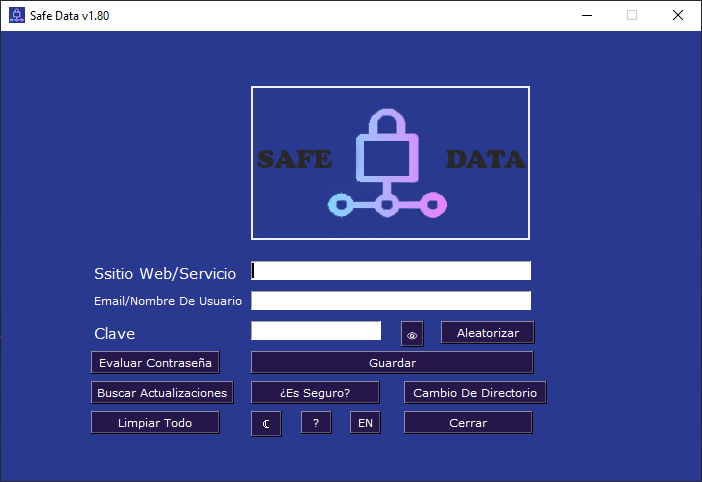 Safe Data v1.80
SAFE DATA
Ssitio Web/Servicio
Email/Nombre De Usuario
Clave
Aleatorizar
Evaluar Contraseña
Guardar
Buscar Actualizaciones
¿Es Seguro?
Cambio De Directorio
Limpiar Todo
?
EN
Cerrar